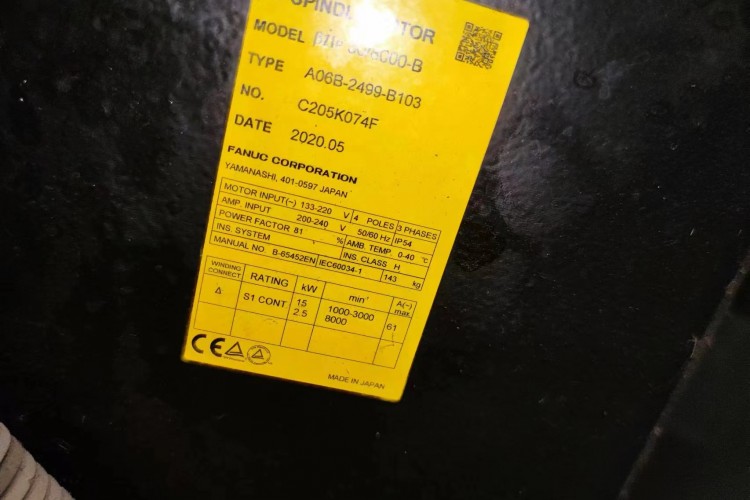 SPINDLE MOTOR
MODEL
TYPE A06B-2499-B103
NO. C205K074F
DATE 2020.05
FANUC CORPORATION
YAMANASHI, 401-0597 JAPAN
MOTOR INPUT(~) 133-220 V 4 POLES 3 PHASES
AMP. INPUT 200-240 V 50/60 Hz IP54
POWER FACTOR 81 % AMB. TEMP. 0-40 ℃
INS. SYSTEM INS. CLASS H
MANUAL NO. B-65452EN IEC60034-1 143 kg
WINDING CONNECT RATING kW min⁻¹ A(~) max.
Δ S1 CONT 15 1000-3000 61
2.5 8000
CE
MADE IN JAPAN